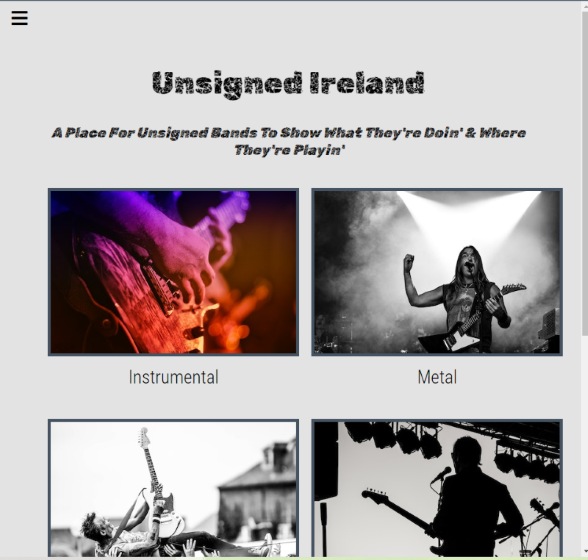 Unsigned Ireland
A Place For Unsigned Bands To Show What They're Doin' & Where
They're Playin'
Instrumental
Metal